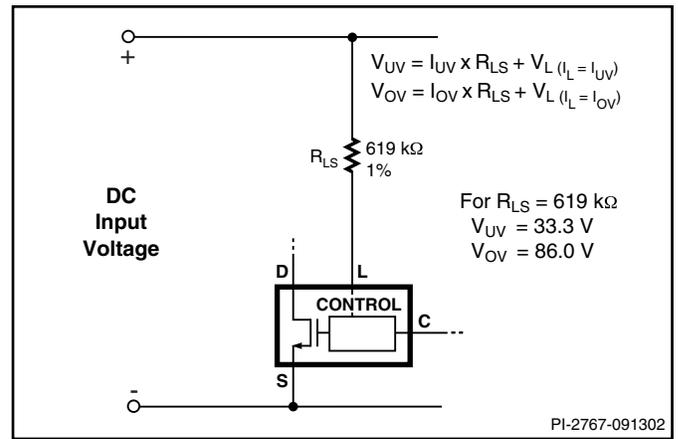 +
V_UV = I_UV x R_LS + V_L (I_L = I_UV)
V_OV = I_OV x R_LS + V_L (I_L = I_OV)
R_LS
619 kΩ
1%
DC
Input
Voltage
For R_LS = 619 kΩ
V_UV = 33.3 V
V_OV = 86.0 V
D
L
CONTROL
C
S
-
PI-2767-091302